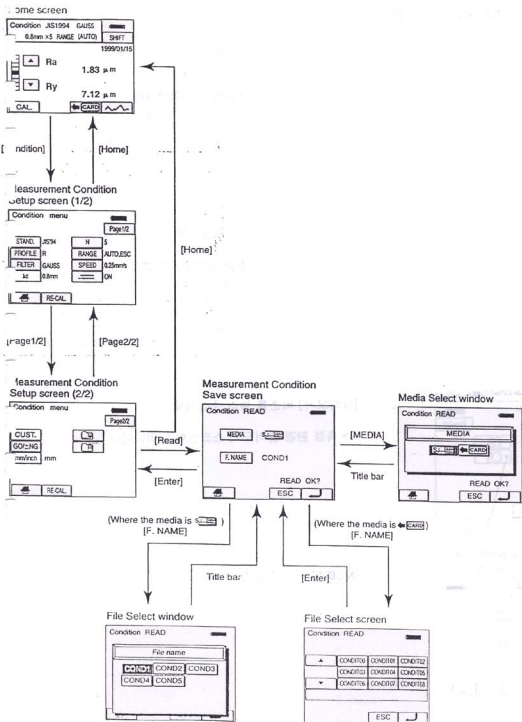 ome screen
Condition JIS1994 GAUSS
0.8mm ×5 RANGE (AUTO) SHIFT
1999/01/15
Ra
1.83 µm
Ry
7.12 µm
CAL. CARD
ndition] [Home]
Measurement Condition
Setup screen (1/2)
Condition menu
Page1/2
STAND. JIS'94 N 5
PROFILE R RANGE AUTO.ESC
FILTER GAUSS SPEED 0.25mm/s
λc 0.8mm ON
RE-CAL.
[Home]
[Page1/2] [Page2/2]
Measurement Condition
Setup screen (2/2)
Condition menu
Page2/2
CUST.
GO/±NG
mm/inch mm
RE-CAL.
[Read]
[Enter]
Measurement Condition
Save screen
Condition READ
MEDIA
F.NAME COND1
READ OK?
ESC
[MEDIA]
Title bar
Media Select window
Condition READ
MEDIA
CARD
READ OK?
ESC
(Where the media is )
[F. NAME]
(Where the media is CARD)
[F. NAME]
Title bar
[Enter]
File Select window
Condition READ
File name
COND1 COND2 COND3
COND4 COND5
File Select screen
Condition READ
CONDIT00 CONDIT01 CONDIT02
CONDIT03 CONDIT04 CONDIT05
CONDIT06 CONDIT07 CONDIT08
ESC